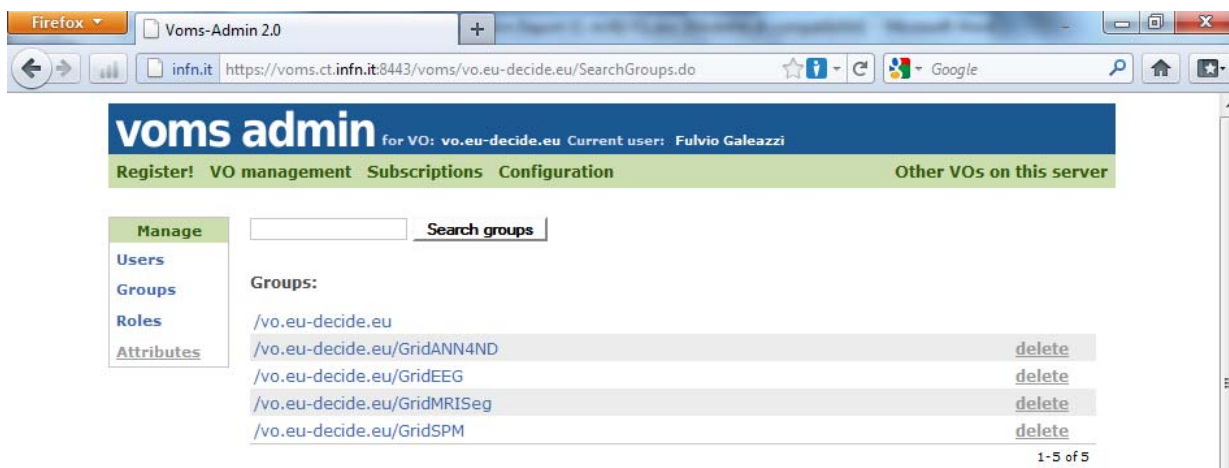 Firefox
Voms-Admin 2.0
infn.it https://voms.ct.infn.it:8443/voms/vo.eu-decide.eu/SearchGroups.do
Google
voms admin for VO: vo.eu-decide.eu Current user: Fulvio Galeazzi
Register! VO management Subscriptions Configuration Other VOs on this server
Manage
Users
Groups
Roles
Attributes
Search groups
Groups:
/vo.eu-decide.eu
/vo.eu-decide.eu/GridANN4ND delete
/vo.eu-decide.eu/GridEEG delete
/vo.eu-decide.eu/GridMRISeg delete
/vo.eu-decide.eu/GridSPM delete
1-5 of 5